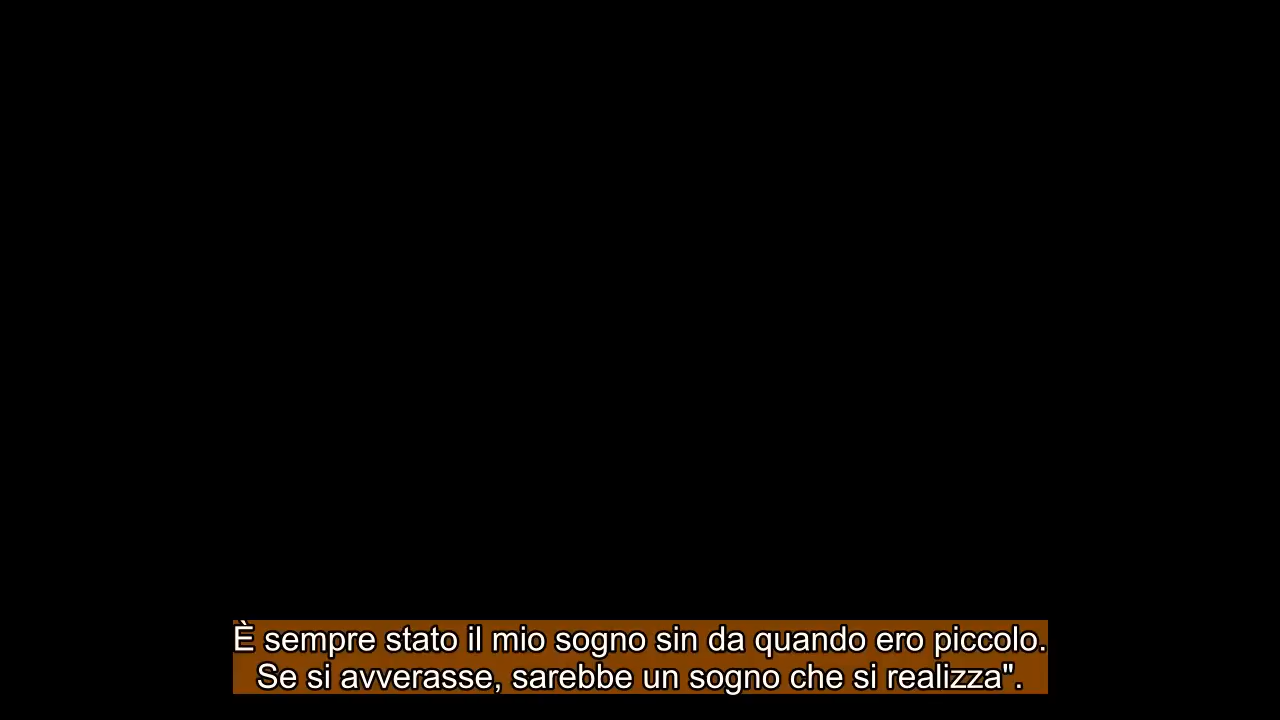 È sempre stato il mio sogno sin da quando ero piccolo.
Se si avverasse, sarebbe un sogno che si realizza".